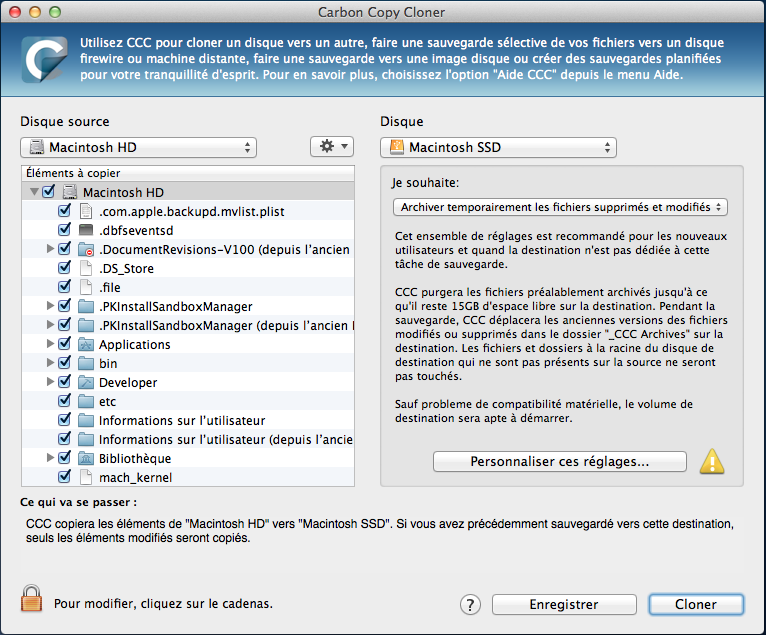 Carbon Copy Cloner
Utilisez CCC pour cloner un disque vers un autre, faire une sauvegarde sélective de vos fichiers vers un disque
firewire ou machine distante, faire une sauvegarde vers une image disque ou créer des sauvegardes planifiées
pour votre tranquillité d'esprit. Pour en savoir plus, choisissez l'option "Aide CCC" depuis le menu Aide.
Disque source
Macintosh HD
Éléments à copier
Macintosh HD
.com.apple.backupd.mvlist.plist
.dbfseventsd
.DocumentRevisions-V100 (depuis l'ancien
.DS_Store
.file
.PKInstallSandboxManager
.PKInstallSandboxManager (depuis l'ancien
Applications
bin
Developer
etc
Informations sur l'utilisateur
Informations sur l'utilisateur (depuis l'ancie
Bibliothèque
mach_kernel
Disque
Macintosh SSD
Je souhaite:
Archiver temporairement les fichiers supprimés et modifiés
Cet ensemble de réglages est recommandé pour les nouveaux
utilisateurs et quand la destination n'est pas dédiée à cette
tâche de sauvegarde.
CCC purgera les fichiers préalablement archivés jusqu'à ce
qu'il reste 15GB d'espace libre sur la destination. Pendant la
sauvegarde, CCC déplacera les anciennes versions des fichiers
modifiés ou supprimés dans le dossier "_CCC Archives" sur la
destination. Les fichiers et dossiers à la racine du disque de
destination qui ne sont pas présents sur la source ne seront
pas touchés.
Sauf probleme de compatibilité matérielle, le volume de
destination sera apte à démarrer.
Personnaliser ces réglages...
Ce qui va se passer :
CCC copiera les éléments de "Macintosh HD" vers "Macintosh SSD". Si vous avez précédemment sauvegardé vers cette destination,
seuls les éléments modifiés seront copiés.
Pour modifier, cliquez sur le cadenas.
?
Enregistrer
Cloner